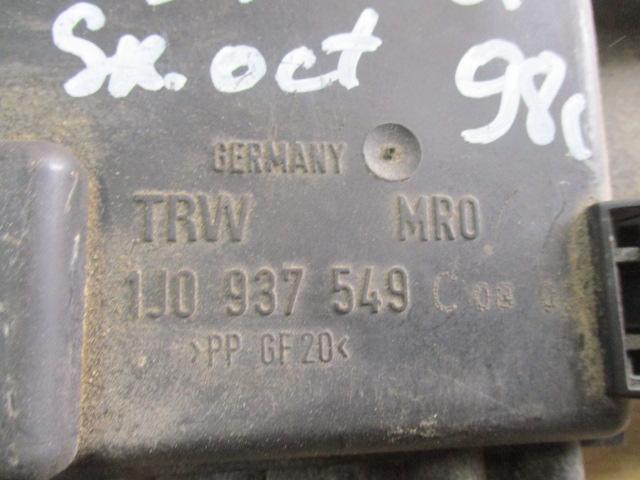 Sk. oct 98
GERMANY
TRW MRO
1J0 937 549 C
>PP GF20<